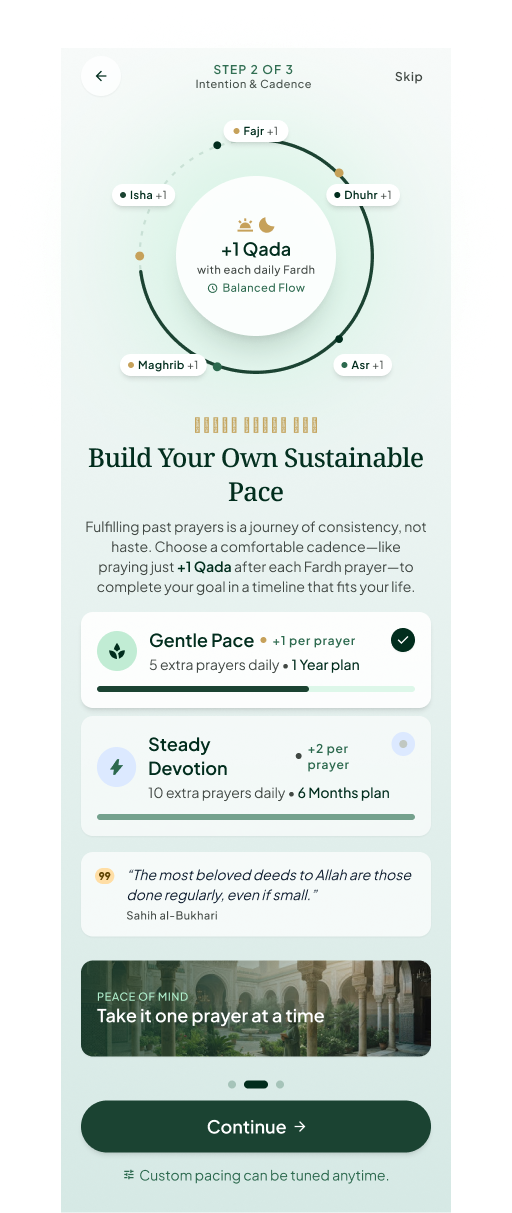 STEP 2 OF 3
Intention & Cadence
Skip
Fajr +1
Isha +1
Dhuhr +1
+1 Qada
with each daily Fardh
Balanced Flow
Maghrib +1
Asr +1
Build Your Own Sustainable
Pace
Fulfilling past prayers is a journey of consistency, not
haste. Choose a comfortable cadence—like
praying just +1 Qada after each Fardh prayer—to
complete your goal in a timeline that fits your life.
Gentle Pace • +1 per prayer
5 extra prayers daily • 1 Year plan
Steady
Devotion
• +2 per
prayer
10 extra prayers daily • 6 Months plan
“The most beloved deeds to Allah are those
done regularly, even if small.”
Sahih al-Bukhari
PEACE OF MIND
Take it one prayer at a time
Continue →
Custom pacing can be tuned anytime.